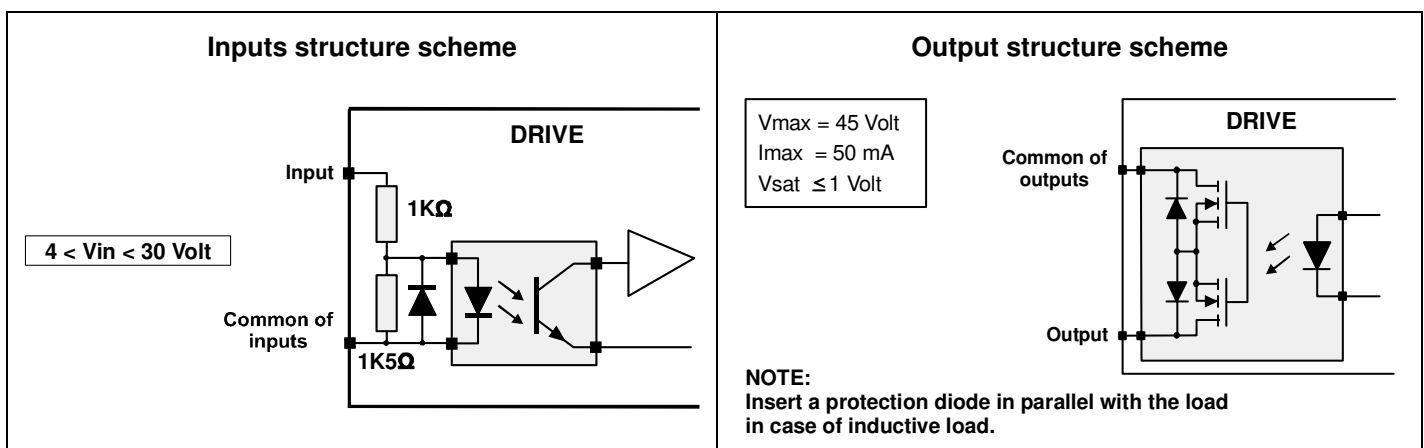 Inputs structure scheme
DRIVE
Input
1KΩ
4 < Vin < 30 Volt
Common of
inputs
1K5Ω
Output structure scheme
Vmax = 45 Volt
Imax = 50 mA
Vsat ≤ 1 Volt
DRIVE
Common of
outputs
Output
NOTE:
Insert a protection diode in parallel with the load
in case of inductive load.